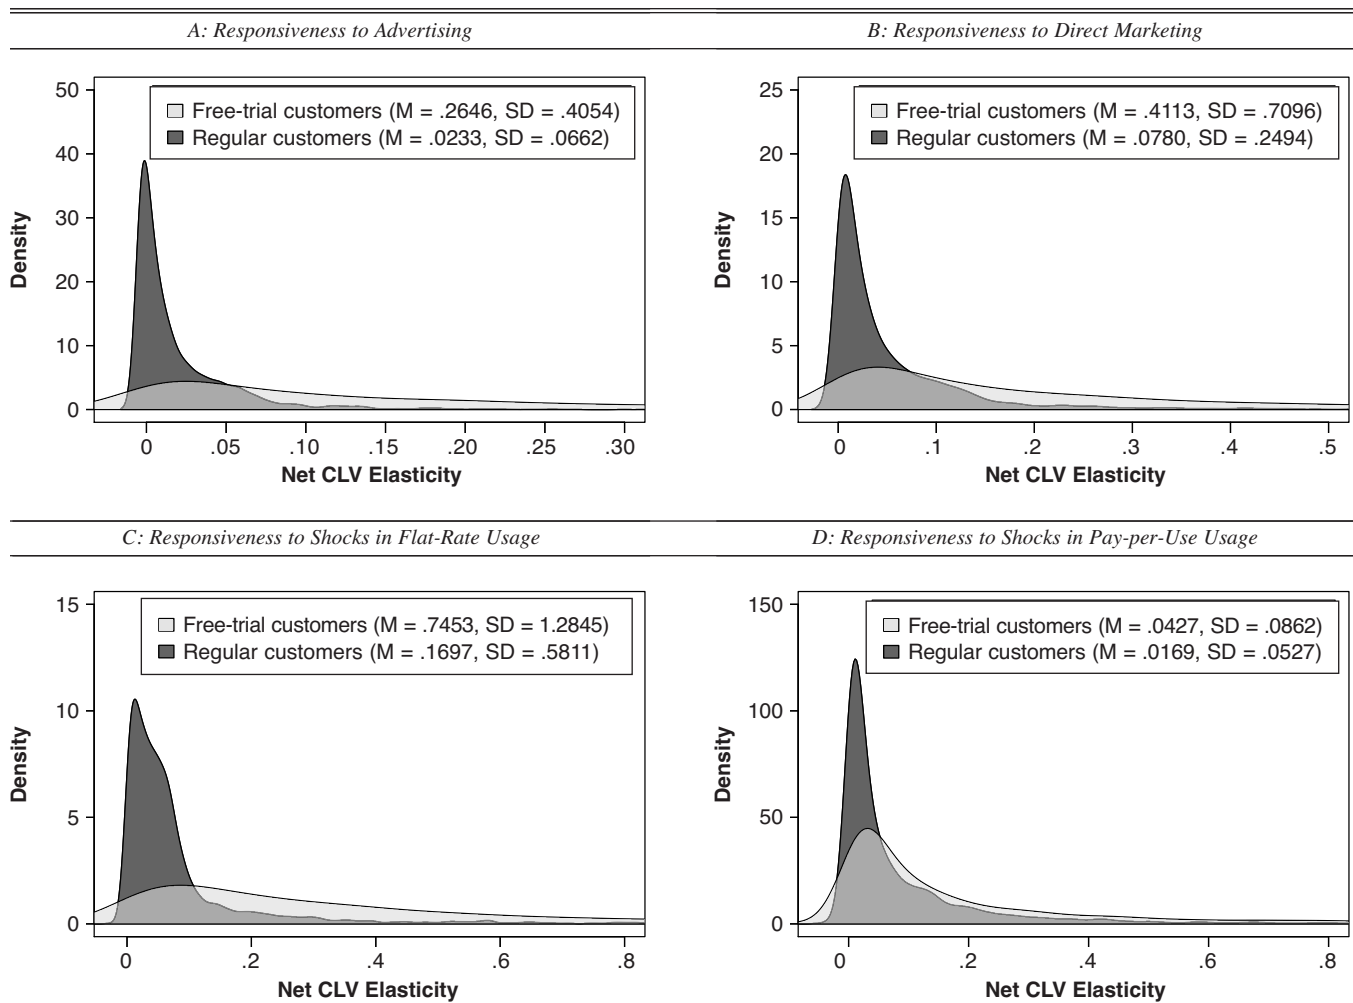 A: Responsiveness to Advertising
50
40
30
20
10
0
Density
Free-trial customers (M = .2646, SD = .4054)
Regular customers (M = .0233, SD = .0662)
0 .05 .10 .15 .20 .25 .30
Net CLV Elasticity
B: Responsiveness to Direct Marketing
25
20
15
10
5
0
Density
Free-trial customers (M = .4113, SD = .7096)
Regular customers (M = .0780, SD = .2494)
0 .1 .2 .3 .4 .5
Net CLV Elasticity
C: Responsiveness to Shocks in Flat-Rate Usage
15
10
5
0
Density
Free-trial customers (M = .7453, SD = 1.2845)
Regular customers (M = .1697, SD = .5811)
0 .2 .4 .6 .8
Net CLV Elasticity
D: Responsiveness to Shocks in Pay-per-Use Usage
150
100
50
0
Density
Free-trial customers (M = .0427, SD = .0862)
Regular customers (M = .0169, SD = .0527)
0 .2 .4 .6 .8
Net CLV Elasticity